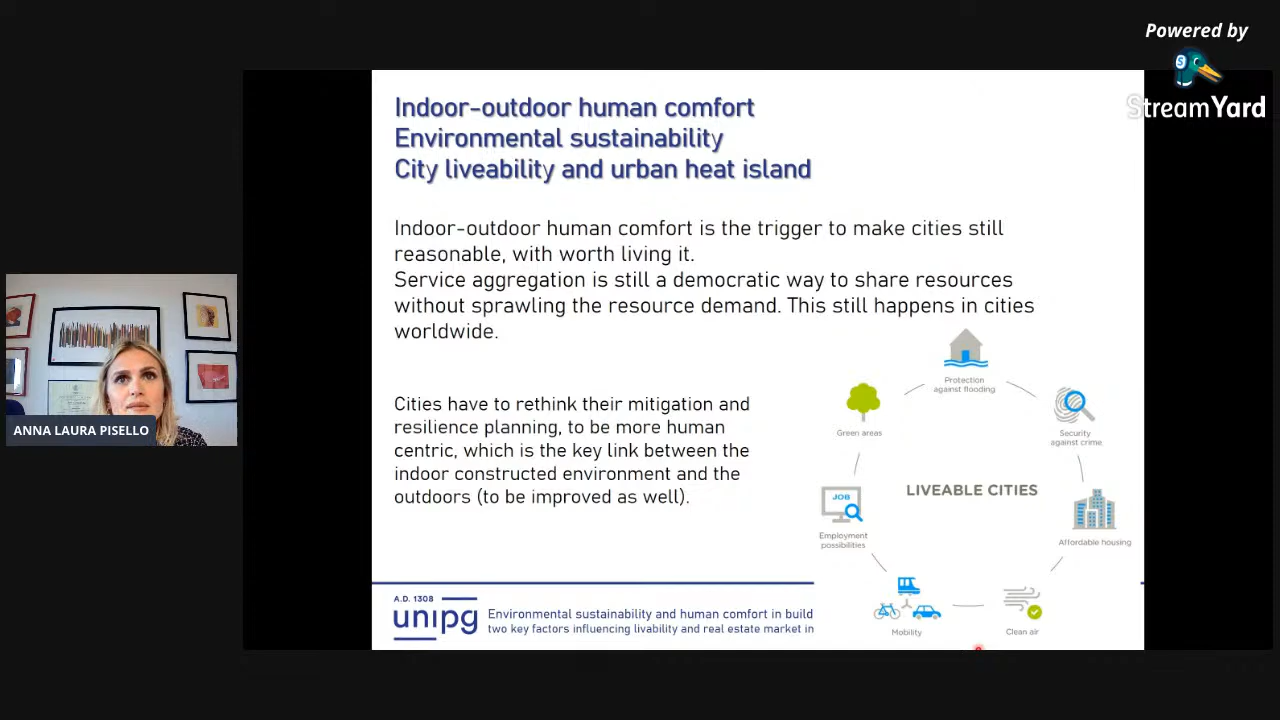 Powered by
StreamYard
Indoor-outdoor human comfort
Environmental sustainability
City liveability and urban heat island
Indoor-outdoor human comfort is the trigger to make cities still
reasonable, with worth living it.
Service aggregation is still a democratic way to share resources
without sprawling the resource demand. This still happens in cities
worldwide.
Cities have to rethink their mitigation and
resilience planning, to be more human
centric, which is the key link between the
indoor constructed environment and the
outdoors (to be improved as well).
Protection
against flooding
Green areas
Security
against crime
LIVEABLE CITIES
JOB
Employment
possibilities
Affordable housing
Mobility
Clean air
A.D. 1308
unipg
Environmental sustainability and human comfort in build
two key factors influencing livability and real estate market in
ANNA LAURA PISELLO